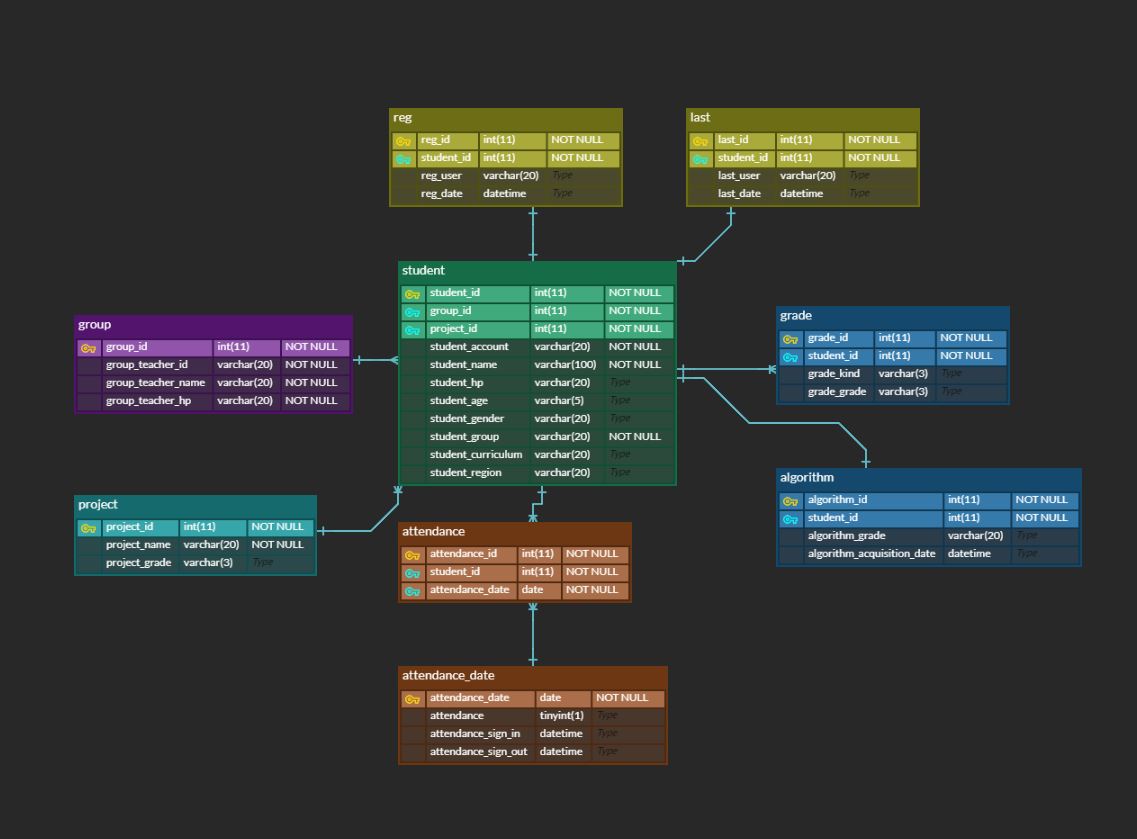 reg
reg_id int(11) NOT NULL
student_id int(11) NOT NULL
reg_user varchar(20) Type
reg_date datetime Type
last
last_id int(11) NOT NULL
student_id int(11) NOT NULL
last_user varchar(20) Type
last_date datetime Type
student
student_id int(11) NOT NULL
group_id int(11) NOT NULL
project_id int(11) NOT NULL
student_account varchar(20) NOT NULL
student_name varchar(100) NOT NULL
student_hp varchar(20) Type
student_age varchar(5) Type
student_gender varchar(20) Type
student_group varchar(20) NOT NULL
student_curriculum varchar(20) Type
student_region varchar(20) Type
group
group_id int(11) NOT NULL
group_teacher_id varchar(20) NOT NULL
group_teacher_name varchar(20) NOT NULL
group_teacher_hp varchar(20) NOT NULL
grade
grade_id int(11) NOT NULL
student_id int(11) NOT NULL
grade_kind varchar(3) Type
grade_grade varchar(3) Type
algorithm
algorithm_id int(11) NOT NULL
student_id int(11) NOT NULL
algorithm_grade varchar(20) Type
algorithm_acquisition_date datetime Type
project
project_id int(11) NOT NULL
project_name varchar(20) NOT NULL
project_grade varchar(3) Type
attendance
attendance_id int(11) NOT NULL
student_id int(11) NOT NULL
attendance_date date NOT NULL
attendance_date
attendance_date date NOT NULL
attendance tinyint(1) Type
attendance_sign_in datetime Type
attendance_sign_out datetime Type